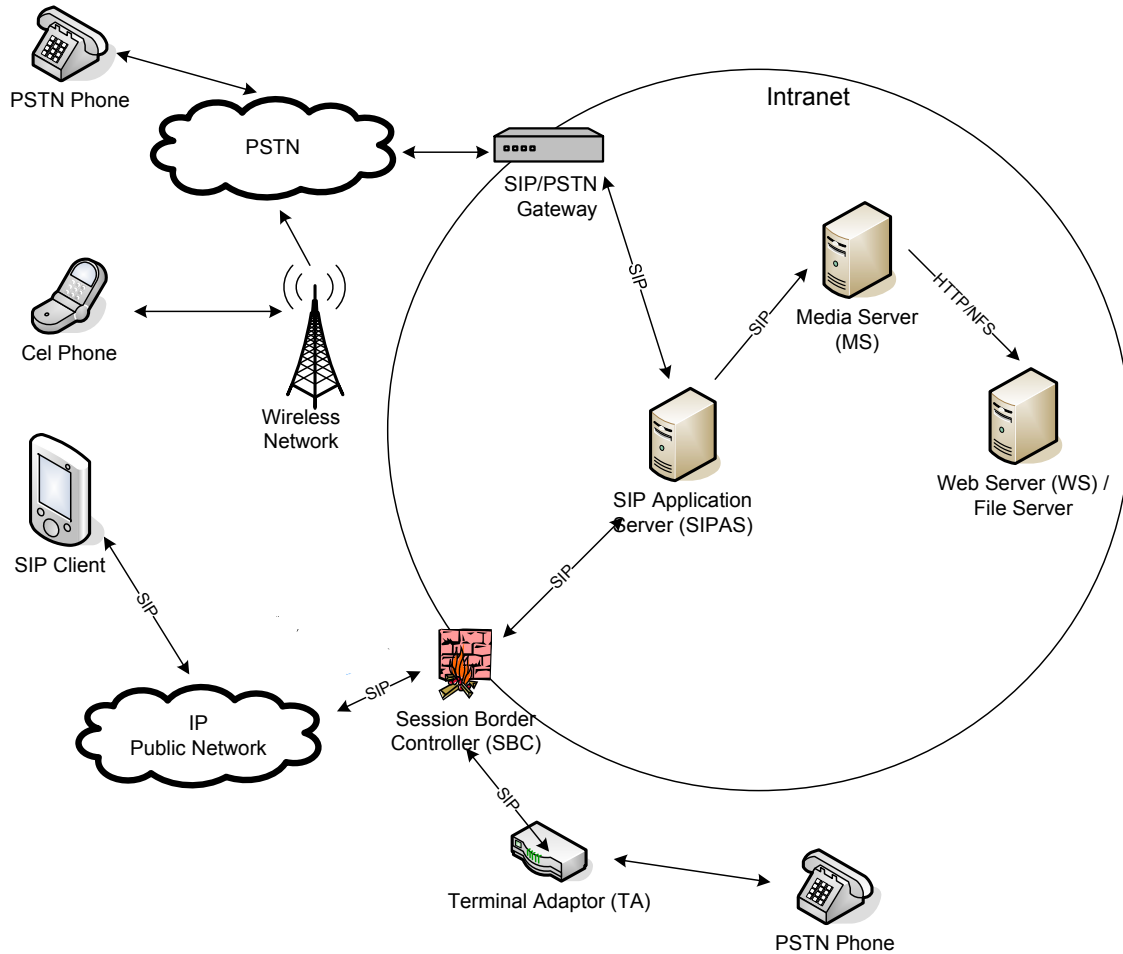 PSTN Phone
PSTN
Intranet
SIP/PSTN
Gateway
SIP
Cel Phone
Wireless
Network
SIP
Media Server
(MS)
HTTP/NFS
Web Server (WS) /
File Server
SIP Application
Server (SIPAS)
SIP Client
SIP
SIP
IP
Public Network
SIP
Session Border
Controller (SBC)
SIP
Terminal Adaptor (TA)
PSTN Phone